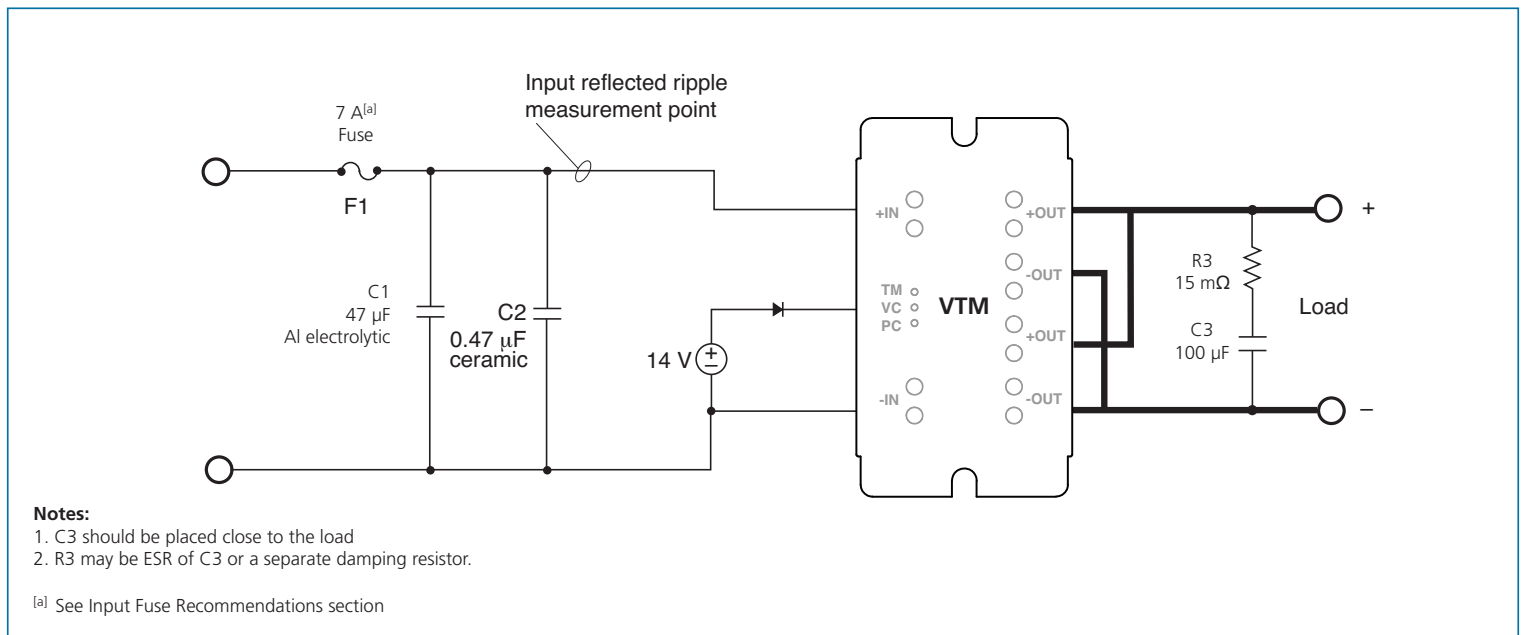 Input reflected ripple
measurement point
7 A[a]
Fuse
F1
C1
47 µF
Al electrolytic
C2
0.47 µF
ceramic
14 V
+
−
+IN
TM
VC
PC
-IN
VTM
+OUT
-OUT
+OUT
-OUT
+
R3
15 mΩ
C3
100 µF
Load
−
Notes:
1. C3 should be placed close to the load
2. R3 may be ESR of C3 or a separate damping resistor.
[a] See Input Fuse Recommendations section